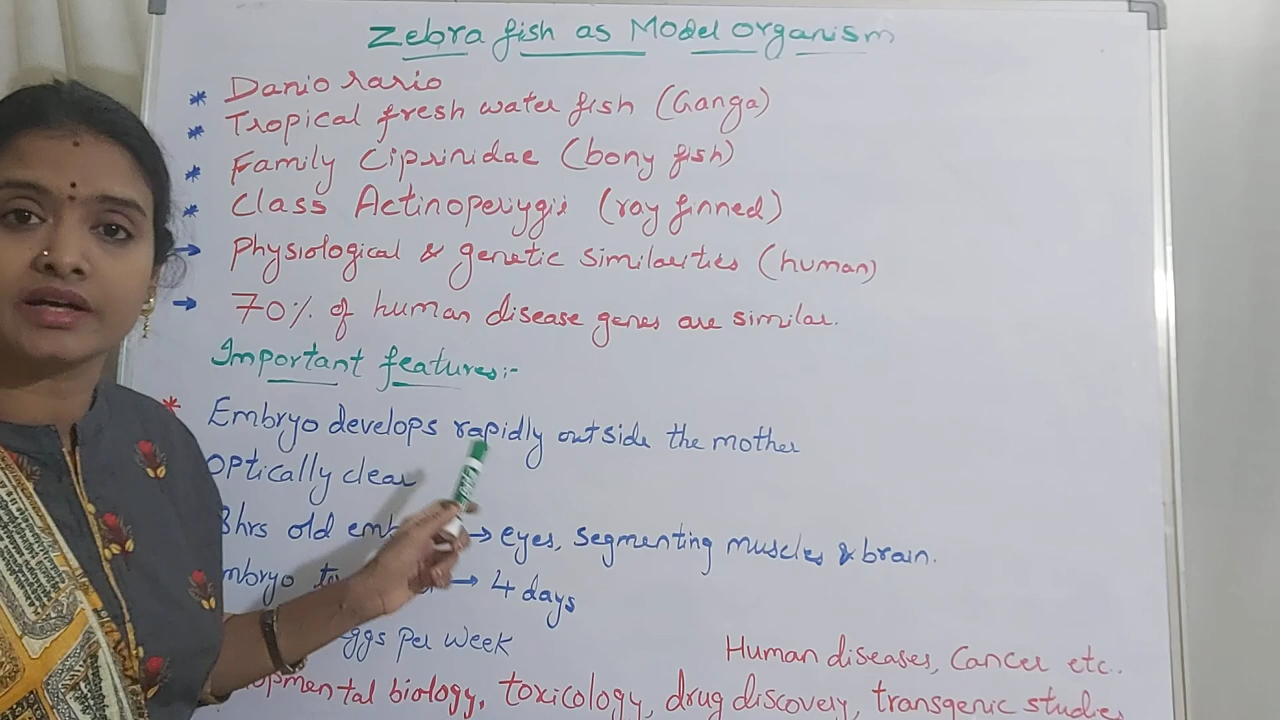 Zebra fish as Model organism
* Danio rario
* Tropical fresh water fish (Ganga)
* Family Ciprinidae (bony fish)
* Class Actinoperygii (ray finned)
→ Physiological & genetic similarities (human)
→ 70% of human disease genes are similar.
Important features:-
* Embryo develops rapidly outside the mother
Optically clear
8hrs old → eyes, segmenting muscles & brain.
→ 4 days
Per week
Human diseases, Cancer etc..
biology, toxicology, drug discovery, transgenic studies